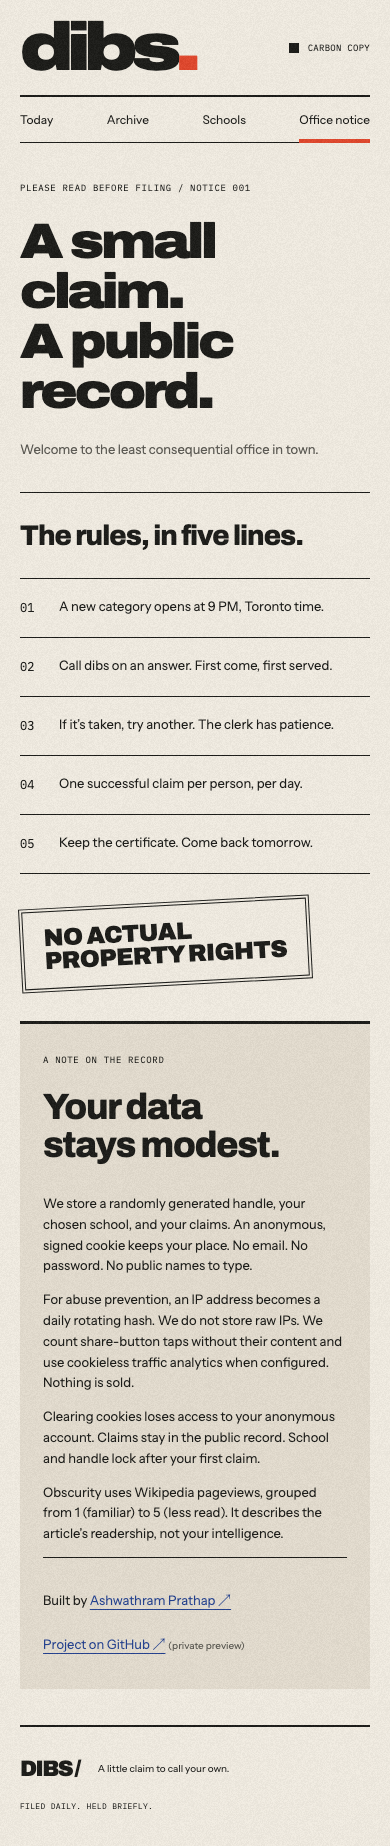 dibs.
CARBON COPY
Today Archive Schools Office notice
PLEASE READ BEFORE FILING / NOTICE 001
A small
claim.
A public
record.
Welcome to the least consequential office in town.
The rules, in five lines.
01 A new category opens at 9 PM, Toronto time.
02 Call dibs on an answer. First come, first served.
03 If it's taken, try another. The clerk has patience.
04 One successful claim per person, per day.
05 Keep the certificate. Come back tomorrow.
NO ACTUAL
PROPERTY RIGHTS
A NOTE ON THE RECORD
Your data
stays modest.
We store a randomly generated handle, your
chosen school, and your claims. An anonymous,
signed cookie keeps your place. No email. No
password. No public names to type.
For abuse prevention, an IP address becomes a
daily rotating hash. We do not store raw IPs. We
count share-button taps without their content and
use cookieless traffic analytics when configured.
Nothing is sold.
Clearing cookies loses access to your anonymous
account. Claims stay in the public record. School
and handle lock after your first claim.
Obscurity uses Wikipedia pageviews, grouped
from 1 (familiar) to 5 (less read). It describes the
article's readership, not your intelligence.
Built by Ashwathram Prathap ↗
Project on GitHub ↗ (private preview)
DIBS/ A little claim to call your own.
FILED DAILY. HELD BRIEFLY.